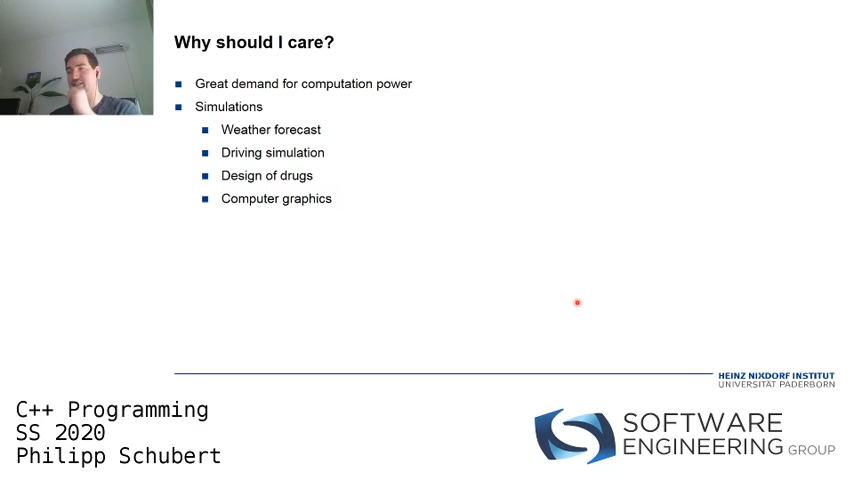 Why should I care?
Great demand for computation power
Simulations
Weather forecast
Driving simulation
Design of drugs
Computer graphics
HEINZ NIXDORF INSTITUT
UNIVERSITÄT PADERBORN
C++ Programming
SS 2020
Philipp Schubert
SOFTWARE
ENGINEERING GROUP